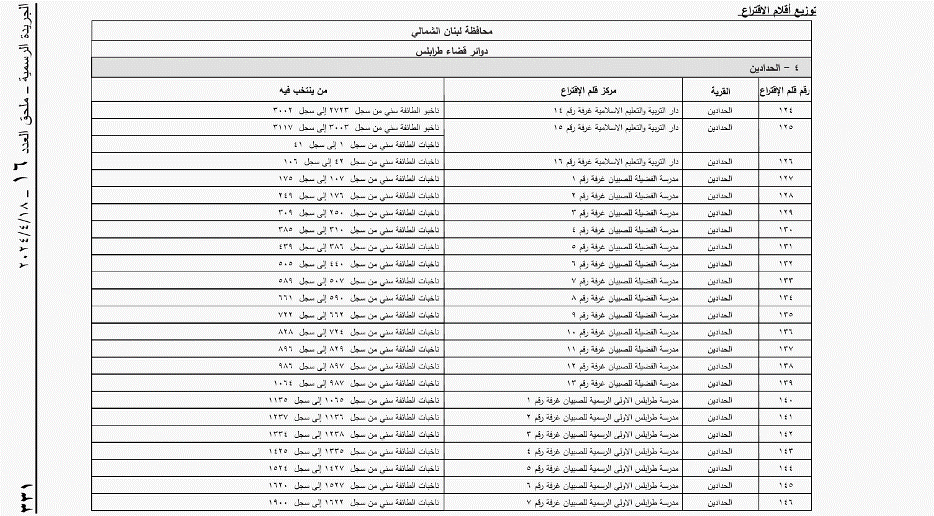 توزيع أقلام الاقتراع
محافظة لبنان الشمالي
دوائر قضاء طرابلس
٤ - الحدادين
رقم قلم الإقتراع القرية مركز قلم الإقتراع من ينتخب فيه
١٢٤ الحدادين دار التربية والتعليم الاسلامية غرفة رقم ١٤ ناخبو الطائفة سني من سجل ٢٧٢٣ إلى سجل ٣٠٠٢
١٢٥ الحدادين دار التربية والتعليم الاسلامية غرفة رقم ١٥ ناخبو الطائفة سني من سجل ٣٠٠٣ إلى سجل ٣١١٧
ناخبات الطائفة سني من سجل ١ إلى سجل ٤١
١٢٦ الحدادين دار التربية والتعليم الاسلامية غرفة رقم ١٦ ناخبات الطائفة سني من سجل ٤٢ إلى سجل ١٠٦
١٢٧ الحدادين مدرسة الفضيلة للصبيان غرفة رقم ١ ناخبات الطائفة سني من سجل ١٠٧ إلى سجل ١٧٥
١٢٨ الحدادين مدرسة الفضيلة للصبيان غرفة رقم ٢ ناخبات الطائفة سني من سجل ١٧٦ إلى سجل ٢٤٩
١٢٩ الحدادين مدرسة الفضيلة للصبيان غرفة رقم ٣ ناخبات الطائفة سني من سجل ٢٥٠ إلى سجل ٣٠٩
١٣٠ الحدادين مدرسة الفضيلة للصبيان غرفة رقم ٤ ناخبات الطائفة سني من سجل ٣١٠ إلى سجل ٣٨٥
١٣١ الحدادين مدرسة الفضيلة للصبيان غرفة رقم ٥ ناخبات الطائفة سني من سجل ٣٨٦ إلى سجل ٤٣٩
١٣٢ الحدادين مدرسة الفضيلة للصبيان غرفة رقم ٦ ناخبات الطائفة سني من سجل ٤٤٠ إلى سجل ٥٠٥
١٣٣ الحدادين مدرسة الفضيلة للصبيان غرفة رقم ٧ ناخبات الطائفة سني من سجل ٥٠٧ إلى سجل ٥٨٩
١٣٤ الحدادين مدرسة الفضيلة للصبيان غرفة رقم ٨ ناخبات الطائفة سني من سجل ٥٩٠ إلى سجل ٦٦١
١٣٥ الحدادين مدرسة الفضيلة للصبيان غرفة رقم ٩ ناخبات الطائفة سني من سجل ٦٦٢ إلى سجل ٧٢٢
١٣٦ الحدادين مدرسة الفضيلة للصبيان غرفة رقم ١٠ ناخبات الطائفة سني من سجل ٧٢٤ إلى سجل ٨٢٨
١٣٧ الحدادين مدرسة الفضيلة للصبيان غرفة رقم ١١ ناخبات الطائفة سني من سجل ٨٢٩ إلى سجل ٨٩٦
١٣٨ الحدادين مدرسة الفضيلة للصبيان غرفة رقم ١٢ ناخبات الطائفة سني من سجل ٨٩٧ إلى سجل ٩٨٦
١٣٩ الحدادين مدرسة الفضيلة للصبيان غرفة رقم ١٣ ناخبات الطائفة سني من سجل ٩٨٧ إلى سجل ١٠٦٤
١٤٠ الحدادين مدرسة طرابلس الاولى الرسمية للصبيان غرفة رقم ١ ناخبات الطائفة سني من سجل ١٠٦٥ إلى سجل ١١٣٥
١٤١ الحدادين مدرسة طرابلس الاولى الرسمية للصبيان غرفة رقم ٢ ناخبات الطائفة سني من سجل ١١٣٦ إلى سجل ١٢٣٧
١٤٢ الحدادين مدرسة طرابلس الاولى الرسمية للصبيان غرفة رقم ٣ ناخبات الطائفة سني من سجل ١٢٣٨ إلى سجل ١٣٣٤
١٤٣ الحدادين مدرسة طرابلس الاولى الرسمية للصبيان غرفة رقم ٤ ناخبات الطائفة سني من سجل ١٣٣٥ إلى سجل ١٤٢٥
١٤٤ الحدادين مدرسة طرابلس الاولى الرسمية للصبيان غرفة رقم ٥ ناخبات الطائفة سني من سجل ١٤٢٧ إلى سجل ١٥٢٤
١٤٥ الحدادين مدرسة طرابلس الاولى الرسمية للصبيان غرفة رقم ٦ ناخبات الطائفة سني من سجل ١٥٢٧ إلى سجل ١٦٢٠
١٤٦ الحدادين مدرسة طرابلس الاولى الرسمية للصبيان غرفة رقم ٧ ناخبات الطائفة سني من سجل ١٦٢٢ إلى سجل ١٩٠٠
الجريدة الرسمية – ملحق العدد ١٦ – ٢٠٢٤/٤/١٨
٣٣١